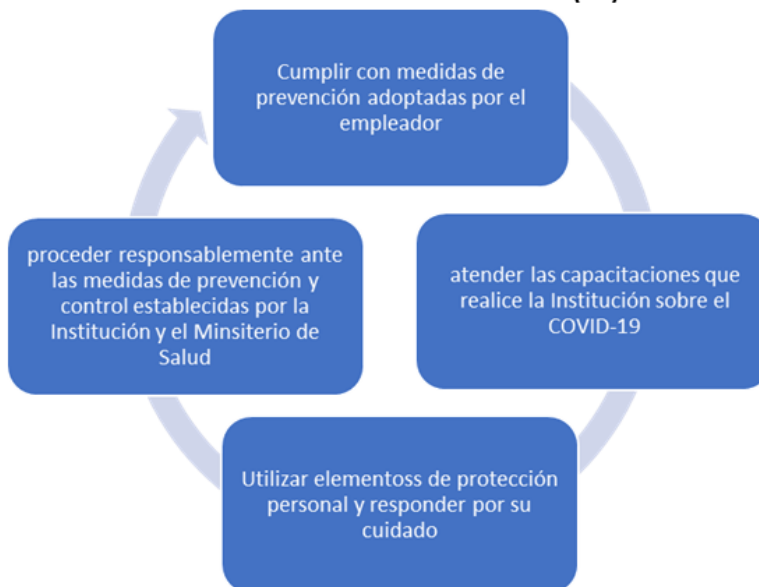 Cumplir con medidas de
prevención adoptadas por el
empleador
atender las capacitaciones que
realice la Institución sobre el
COVID-19
Utilizar elementoss de protección
personal y responder por su
cuidado
proceder responsablemente ante
las medidas de prevención y
control establecidas por la
Institución y el Minsiterio de
Salud